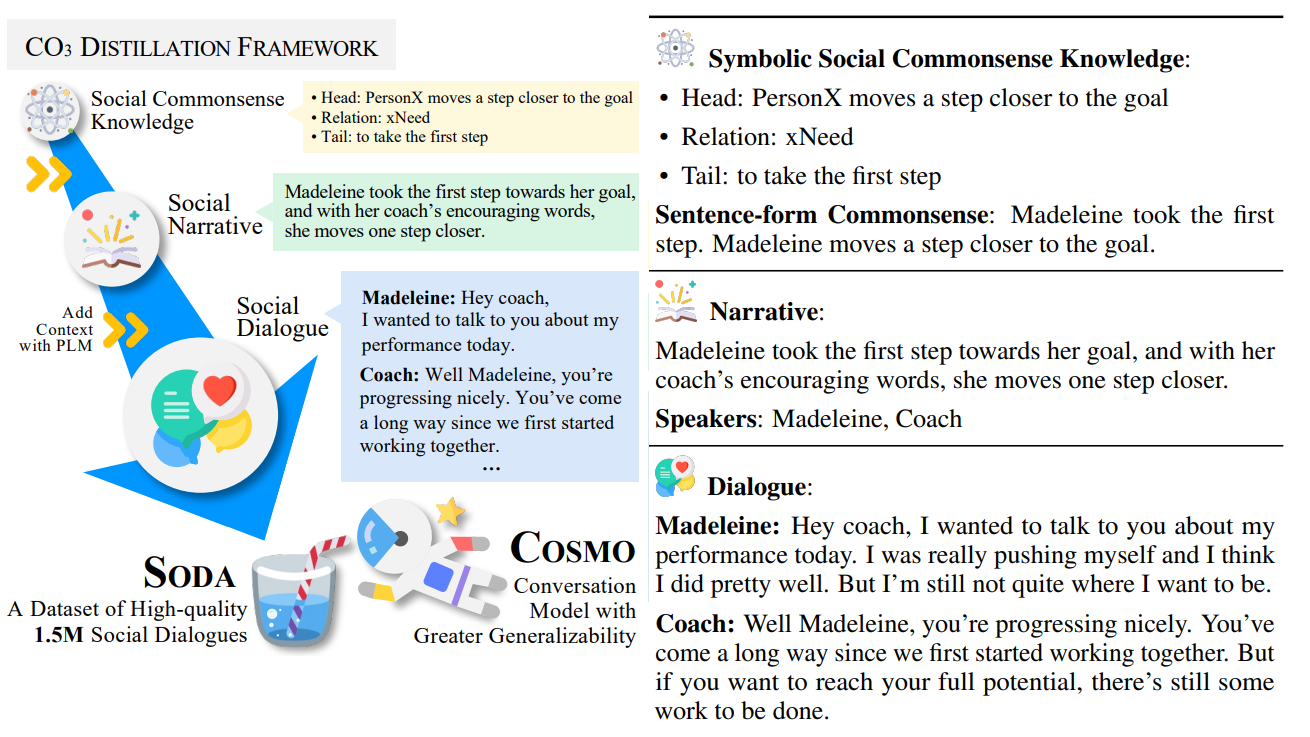 CO3 DISTILLATION FRAMEWORK
Social Commonsense
Knowledge
• Head: PersonX moves a step closer to the goal
• Relation: xNeed
• Tail: to take the first step
Social
Narrative
Madeleine took the first step towards her goal,
and with her coach’s encouraging words,
she moves one step closer.
Add
Context
with PLM
Social
Dialogue
Madeleine: Hey coach,
I wanted to talk to you about my
performance today.
Coach: Well Madeleine, you’re
progressing nicely. You’ve come
a long way since we first started
working together.
...
SODA
A Dataset of High-quality
1.5M Social Dialogues
COSMO
Conversation
Model with
Greater Generalizability
Symbolic Social Commonsense Knowledge:
• Head: PersonX moves a step closer to the goal
• Relation: xNeed
• Tail: to take the first step
Sentence-form Commonsense: Madeleine took the first
step. Madeleine moves a step closer to the goal.
Narrative:
Madeleine took the first step towards her goal, and with her
coach’s encouraging words, she moves one step closer.
Speakers: Madeleine, Coach
Dialogue:
Madeleine: Hey coach, I wanted to talk to you about my
performance today. I was really pushing myself and I think
I did pretty well. But I’m still not quite where I want to be.
Coach: Well Madeleine, you’re progressing nicely. You’ve
come a long way since we first started working together. But
if you want to reach your full potential, there’s still some
work to be done.